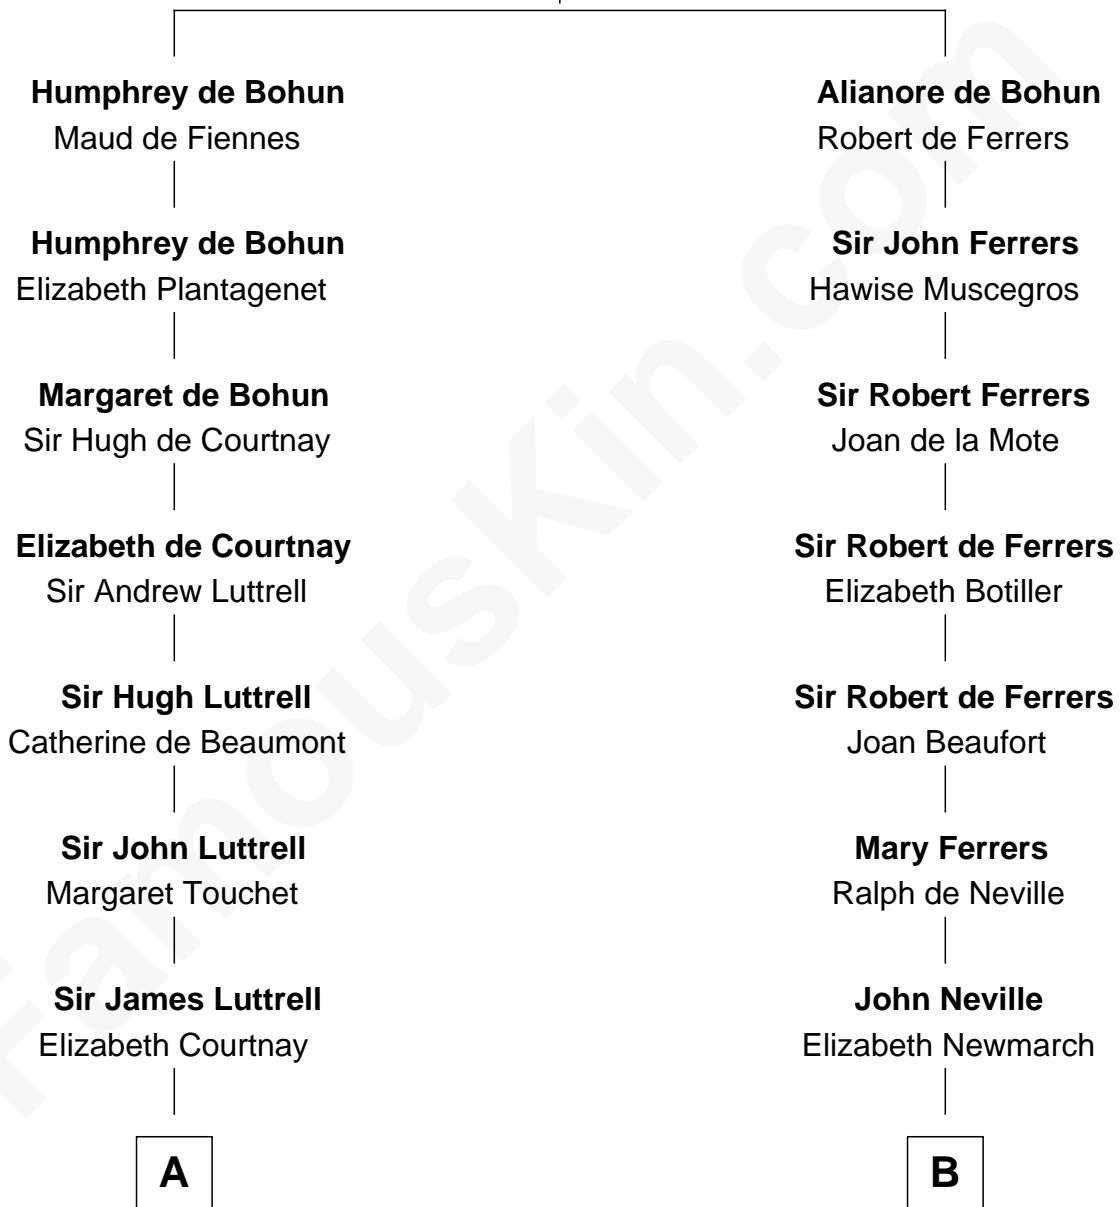 Humphrey de Bohun
Maud de Fiennes
Humphrey de Bohun
Elizabeth Plantagenet
Margaret de Bohun
Sir Hugh de Courtnay
Elizabeth de Courtnay
Sir Andrew Luttrell
Sir Hugh Luttrell
Catherine de Beaumont
Sir John Luttrell
Margaret Touchet
Sir James Luttrell
Elizabeth Courtnay
A
Alianore de Bohun
Robert de Ferrers
Sir John Ferrers
Hawise Muscegros
Sir Robert Ferrers
Joan de la Mote
Sir Robert de Ferrers
Elizabeth Botiller
Sir Robert de Ferrers
Joan Beaufort
Mary Ferrers
Ralph de Neville
John Neville
Elizabeth Newmarch
B
FamousKin.com